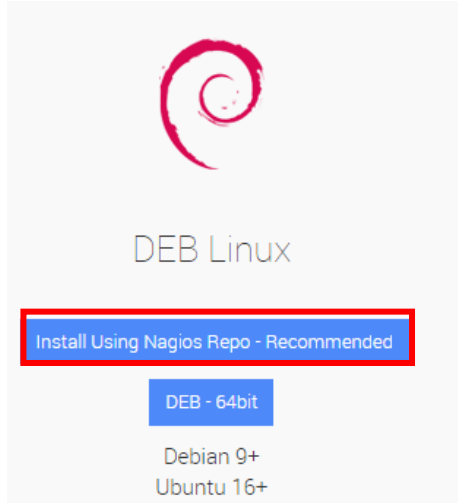 DEB Linux
Install Using Nagios Repo - Recommended
DEB - 64bit
Debian 9+
Ubuntu 16+